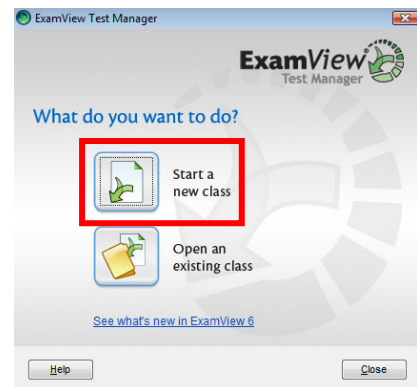 ExamView Test Manager
ExamView
Test Manager
What do you want to do?
Start a
new class
Open an
existing class
See what's new in ExamView 6
Help
Close